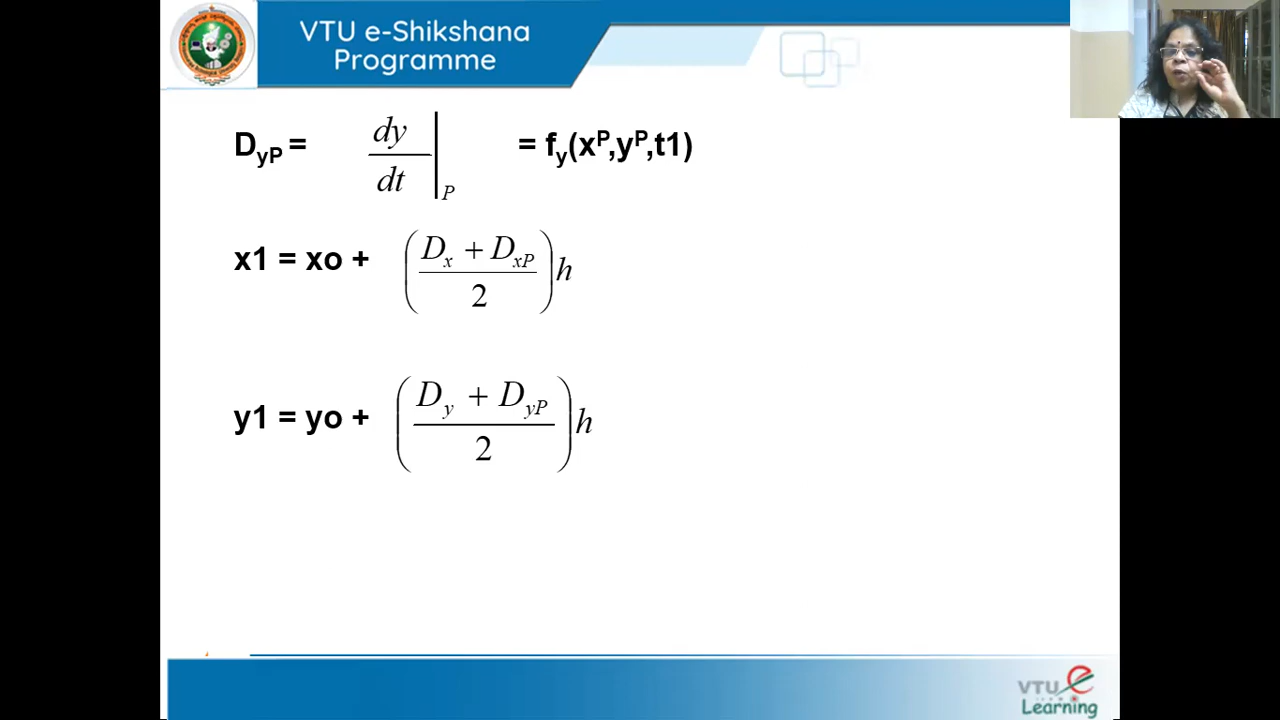 VTU e-Shikshana
Programme
D_yP = dy/dt |_P = f_y(x^P,y^P,t1)
x1 = xo + ((D_x + D_xP)/2) h
y1 = yo + ((D_y + D_yP)/2) h
VTU e
Learning